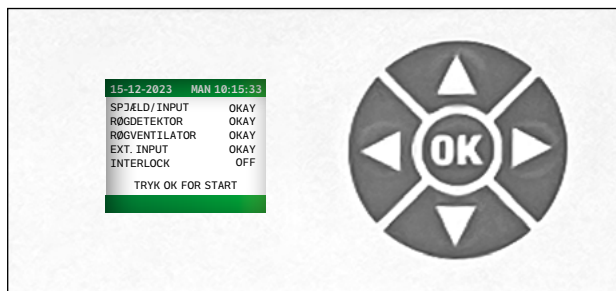 15-12-2023 MAN 10:15:33
SPJÆLD/INPUT OKAY
RØGDETEKTOR OKAY
RØGVENTILATOR OKAY
EXT. INPUT OKAY
INTERLOCK OFF
TRYK OK FOR START
OK